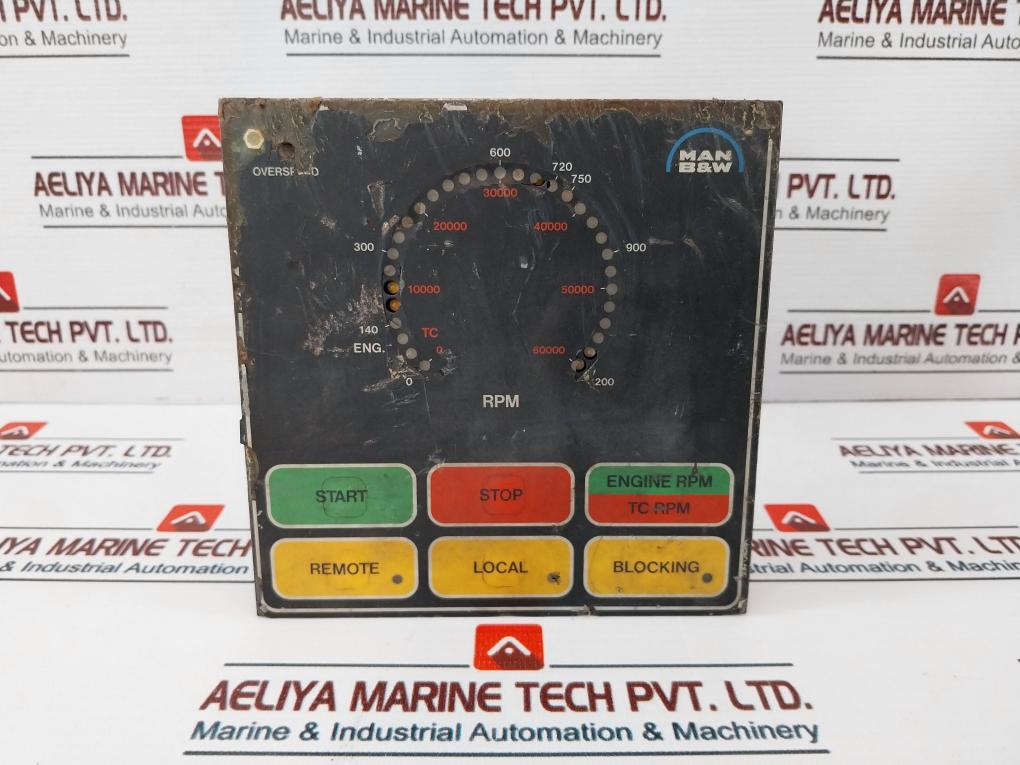 AELIYA MARINE TECH PVT. LTD.
Marine & Industrial Automation & Machinery
OVERSPEED
MAN
B&W
600
720
750
30000
20000
40000
300
900
10000
50000
140
TC
ENG.
0
60000
0
200
RPM
START
STOP
ENGINE RPM
TC RPM
REMOTE
LOCAL
BLOCKING
AELIYA MARINE TECH PVT. LTD.
Marine & Industrial Automation & Machinery